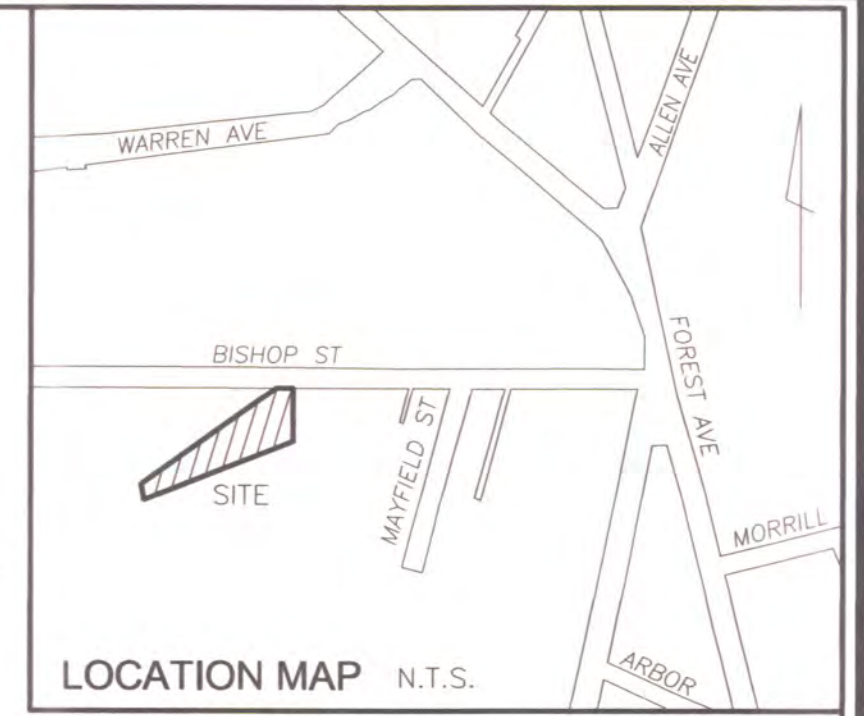 WARREN AVE
ALLEN AVE
BISHOP ST
FOREST AVE
MAYFIELD ST
SITE
MORRILL
ARBOR
LOCATION MAP N.T.S.